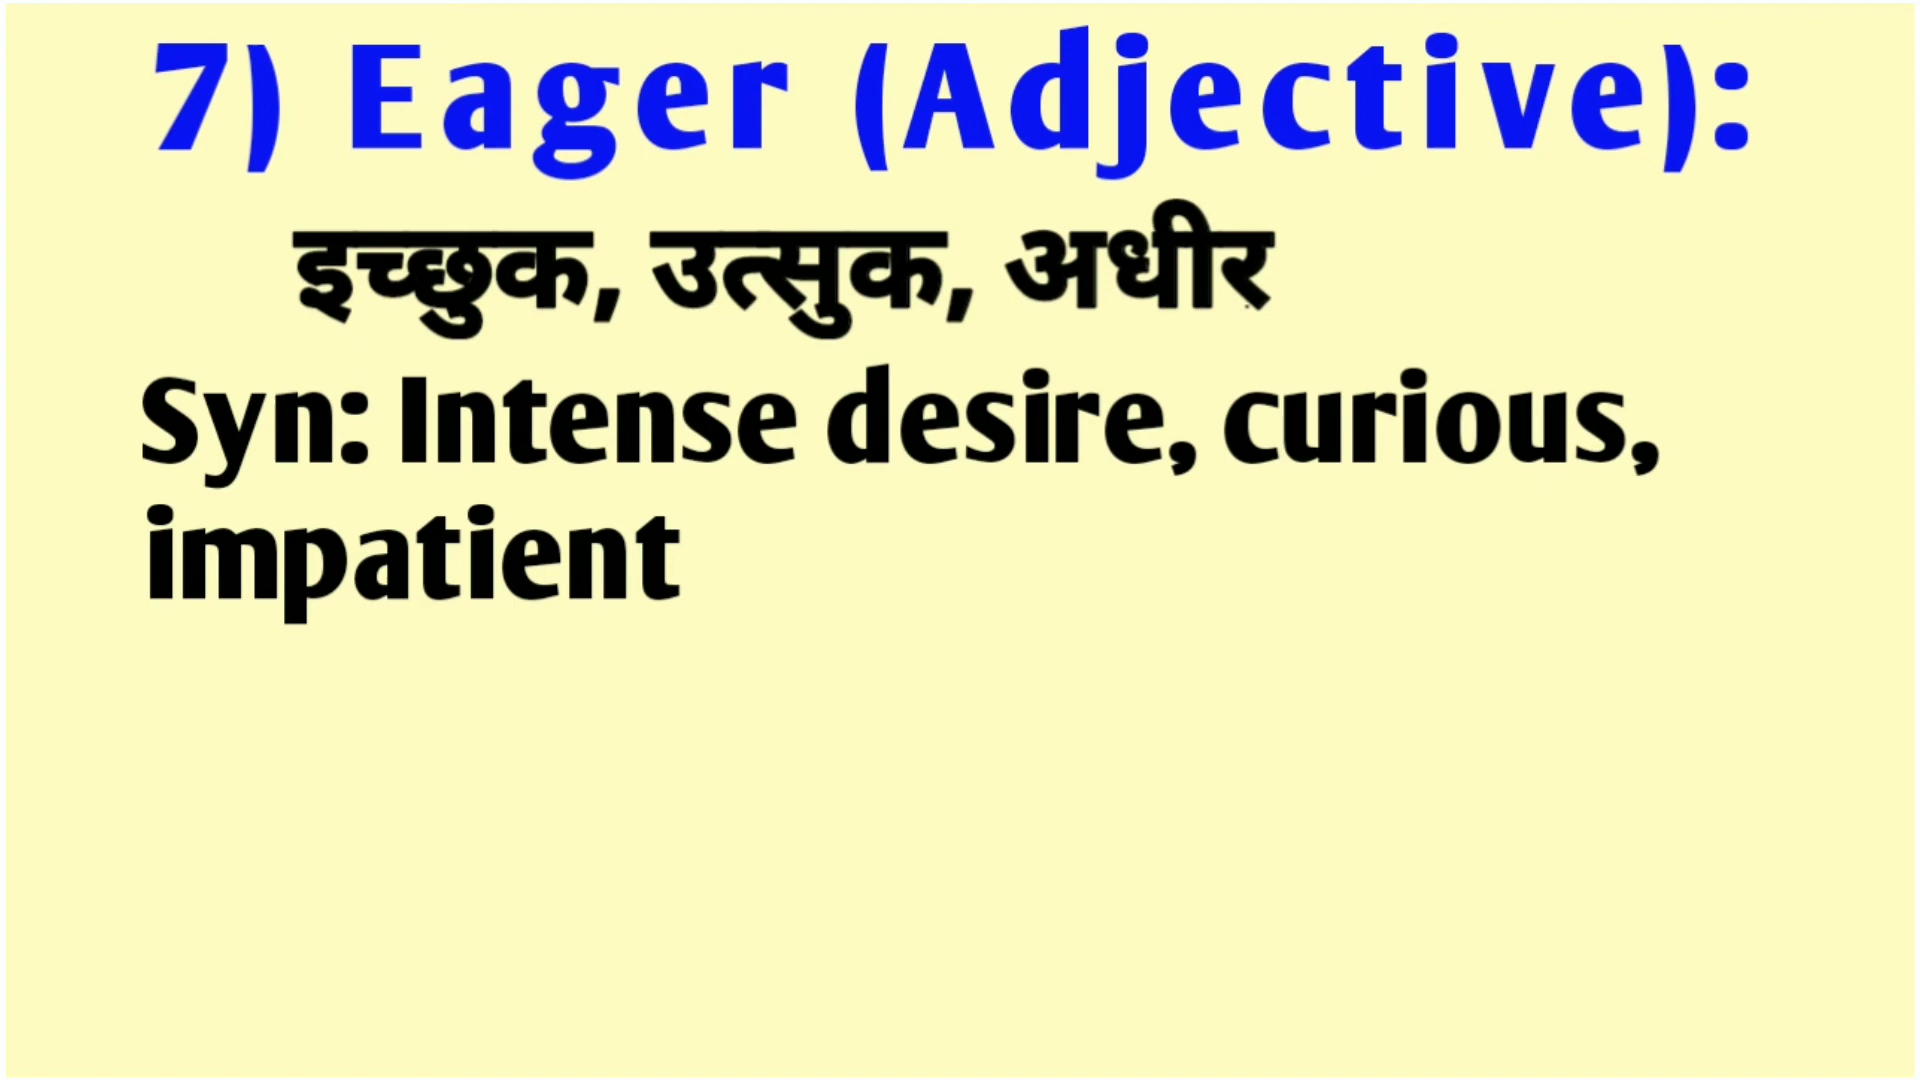 7) Eager (Adjective):
इच्छुक, उत्सुक, अधीर
Syn: Intense desire, curious,
impatient